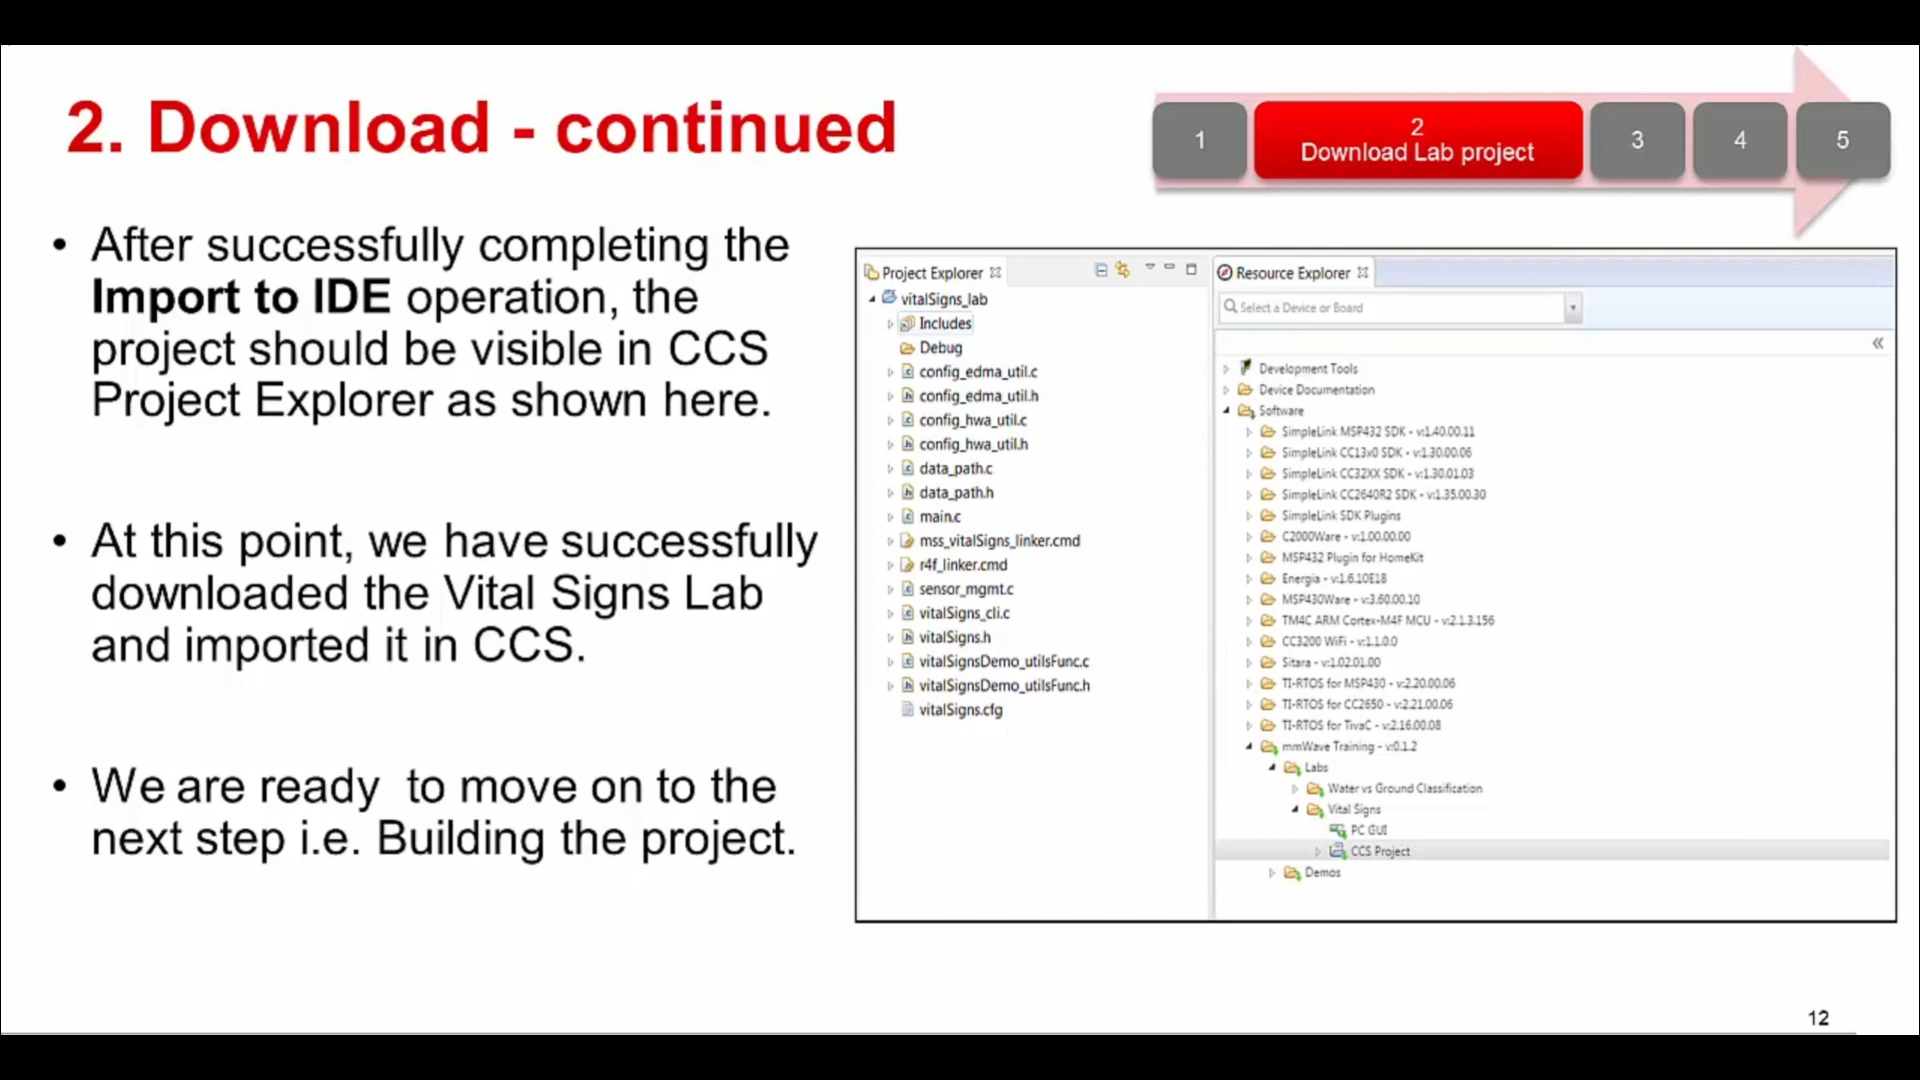 2. Download - continued
1
2
Download Lab project
3
4
5
• After successfully completing the
Import to IDE operation, the
project should be visible in CCS
Project Explorer as shown here.
• At this point, we have successfully
downloaded the Vital Signs Lab
and imported it in CCS.
• We are ready to move on to the
next step i.e. Building the project.
Project Explorer
vitalSigns_lab
Includes
Debug
config_edma_util.c
config_edma_util.h
config_hwa_util.c
config_hwa_util.h
data_path.c
data_path.h
main.c
mss_vitalSigns_linker.cmd
r4f_linker.cmd
sensor_mgmt.c
vitalSigns_cli.c
vitalSigns.h
vitalSignsDemo_utilsFunc.c
vitalSignsDemo_utilsFunc.h
vitalSigns.cfg
Resource Explorer
Select a Device or Board
Development Tools
Device Documentation
Software
SimpleLink MSP432 SDK - v:1.40.00.11
SimpleLink CC13x0 SDK - v:1.30.00.06
SimpleLink CC32XX SDK - v:1.30.01.03
SimpleLink CC2640R2 SDK - v:1.35.00.30
SimpleLink SDK Plugins
C2000Ware - v:1.00.00.00
MSP432 Plugin for HomeKit
Energia - v:1.6.10E18
MSP430Ware - v:3.60.00.10
TM4C ARM Cortex-M4F MCU - v:2.1.3.156
CC3200 WiFi - v:1.1.0.0
Sitara - v:1.02.01.00
TI-RTOS for MSP430 - v:2.20.00.06
TI-RTOS for CC2650 - v:2.21.00.06
TI-RTOS for TivaC - v:2.16.00.08
mmWave Training - v:0.1.2
Labs
Water vs Ground Classification
Vital Signs
PC GUI
CCS Project
Demos
12